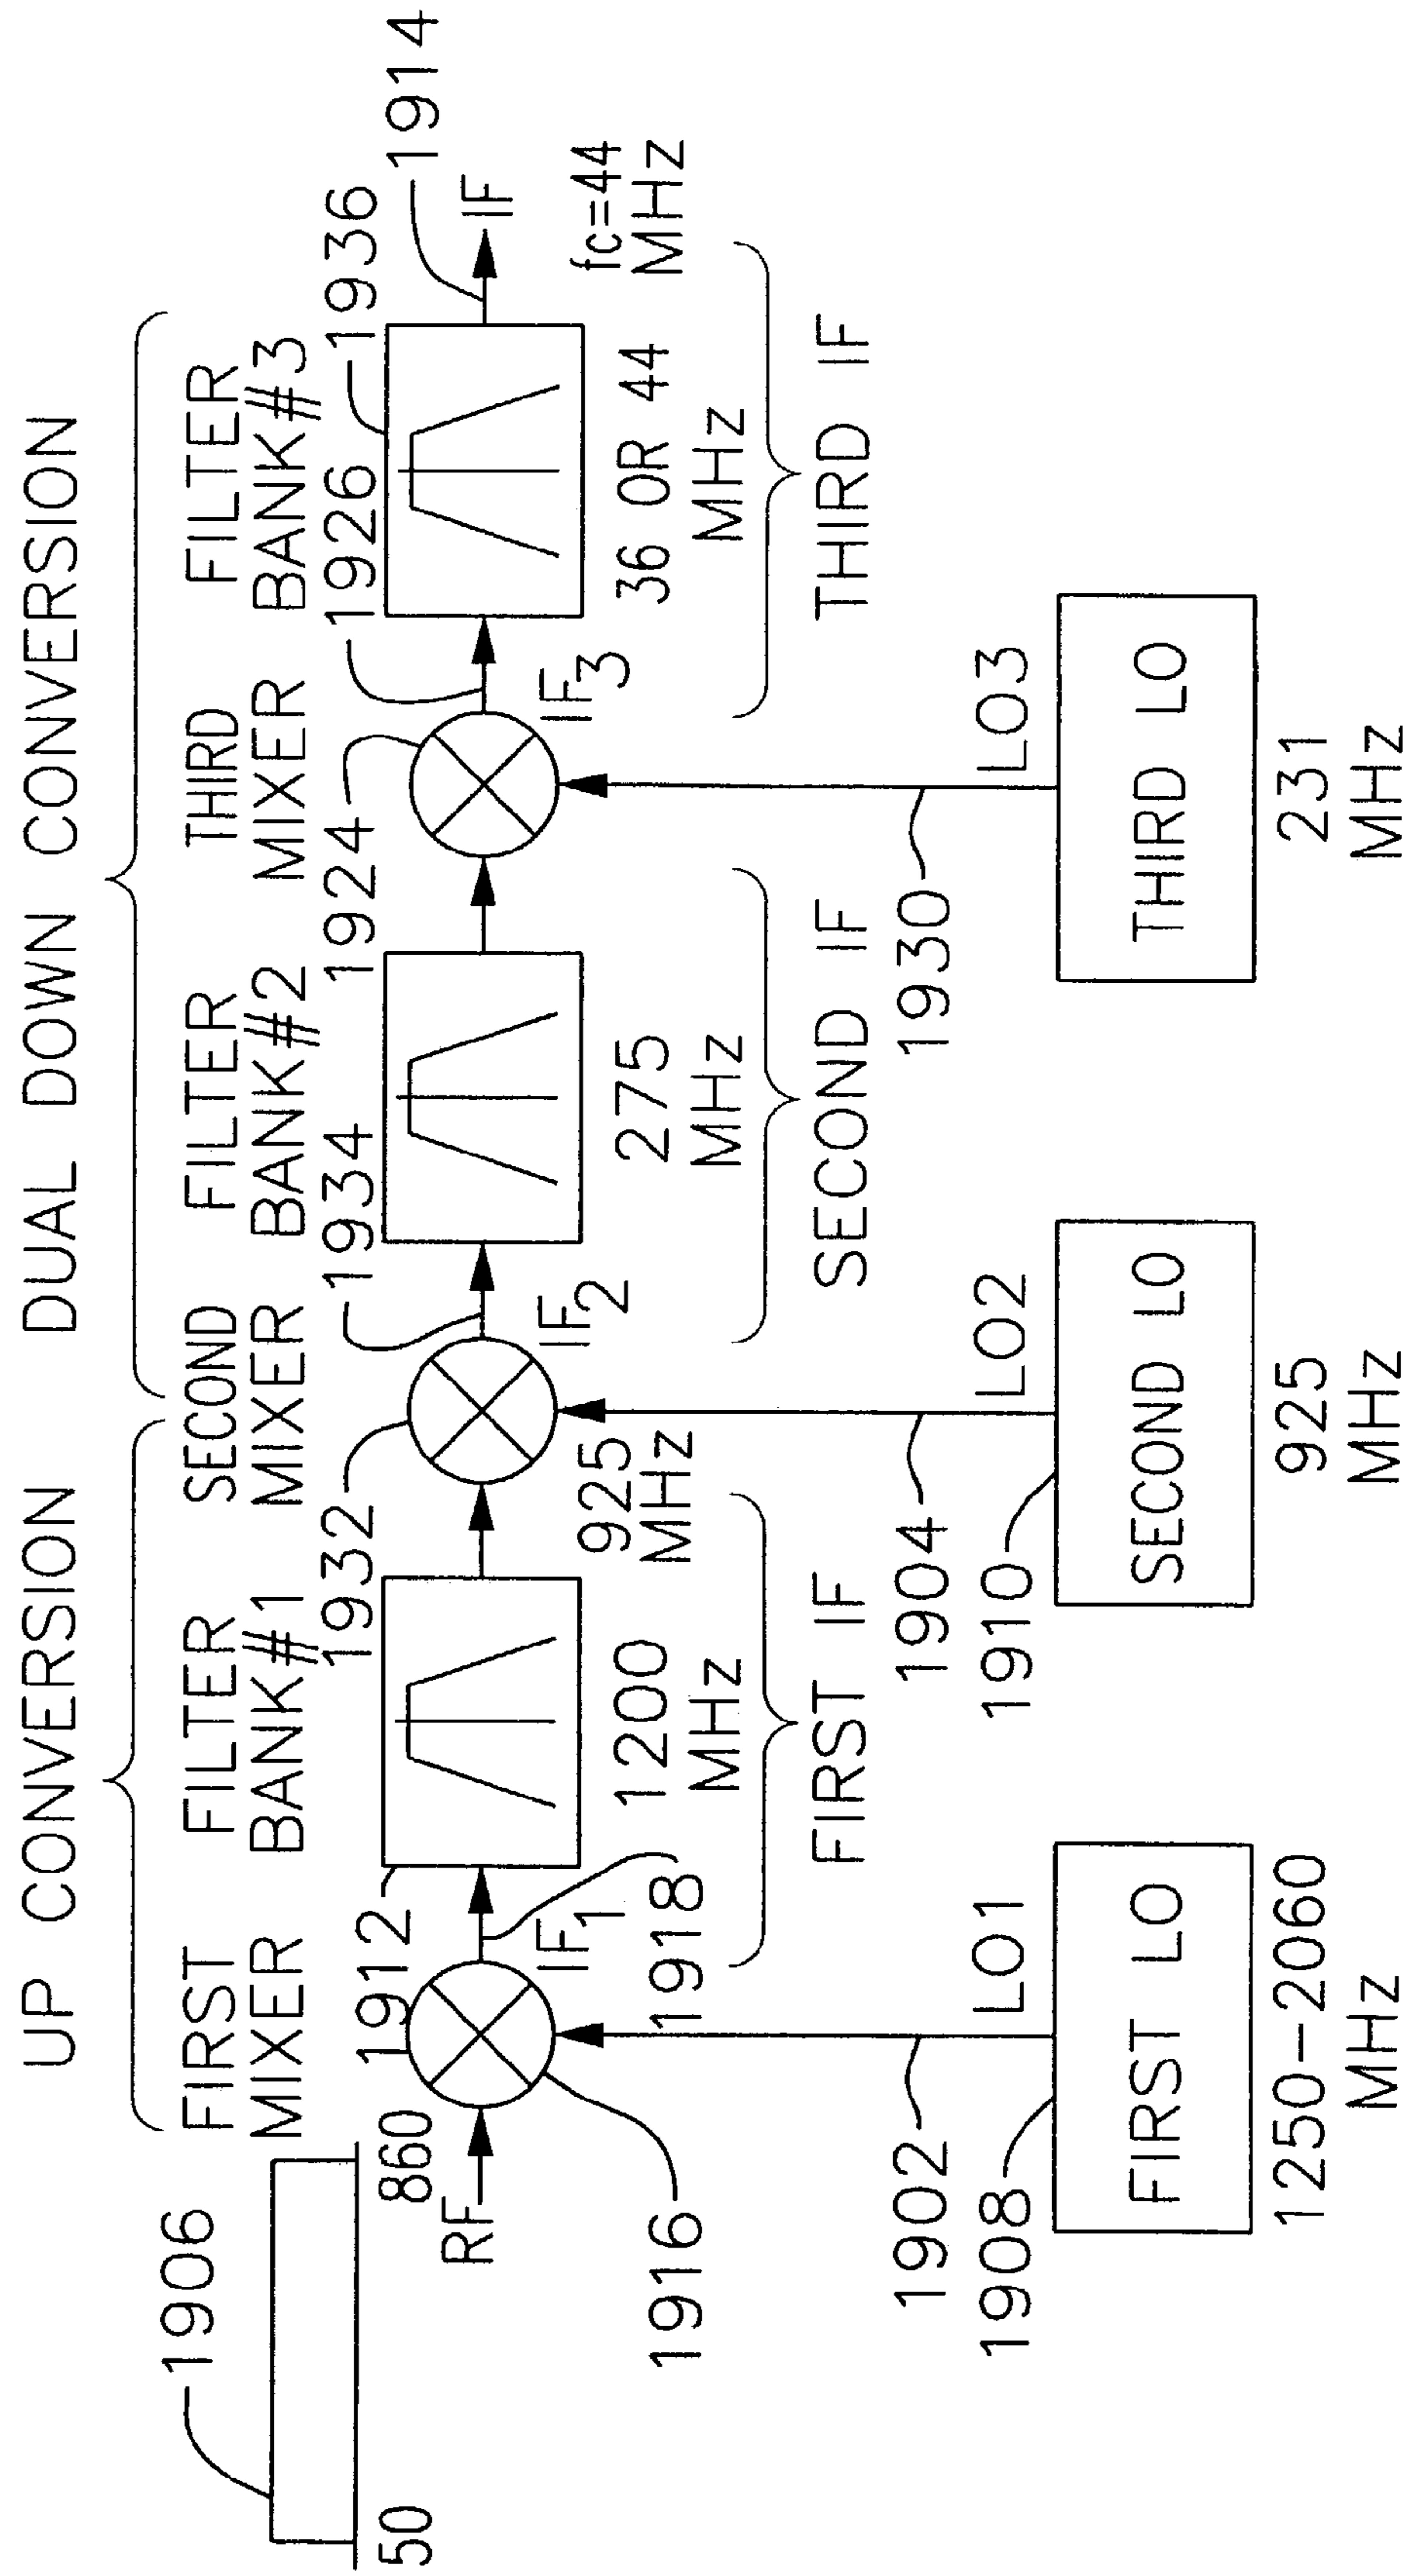 UP CONVERSION
DUAL DOWN CONVERSION
1906
FIRST
MIXER
FILTER
BANK#1
SECOND
MIXER
FILTER
BANK#2
THIRD
MIXER
FILTER
BANK#3
1912
1932
1934
1924
1926
1936
1914
50
860
RF
IF1
IF2
IF3
IF
1916
1918
1200
MHz
925
MHz
275
MHz
36 OR 44
MHz
fc=44
MHz
FIRST IF
SECOND IF
THIRD IF
1902
LO1
1904
LO2
1930
LO3
1908
1910
FIRST LO
SECOND LO
THIRD LO
1250-2060
MHz
925
MHz
231
MHz